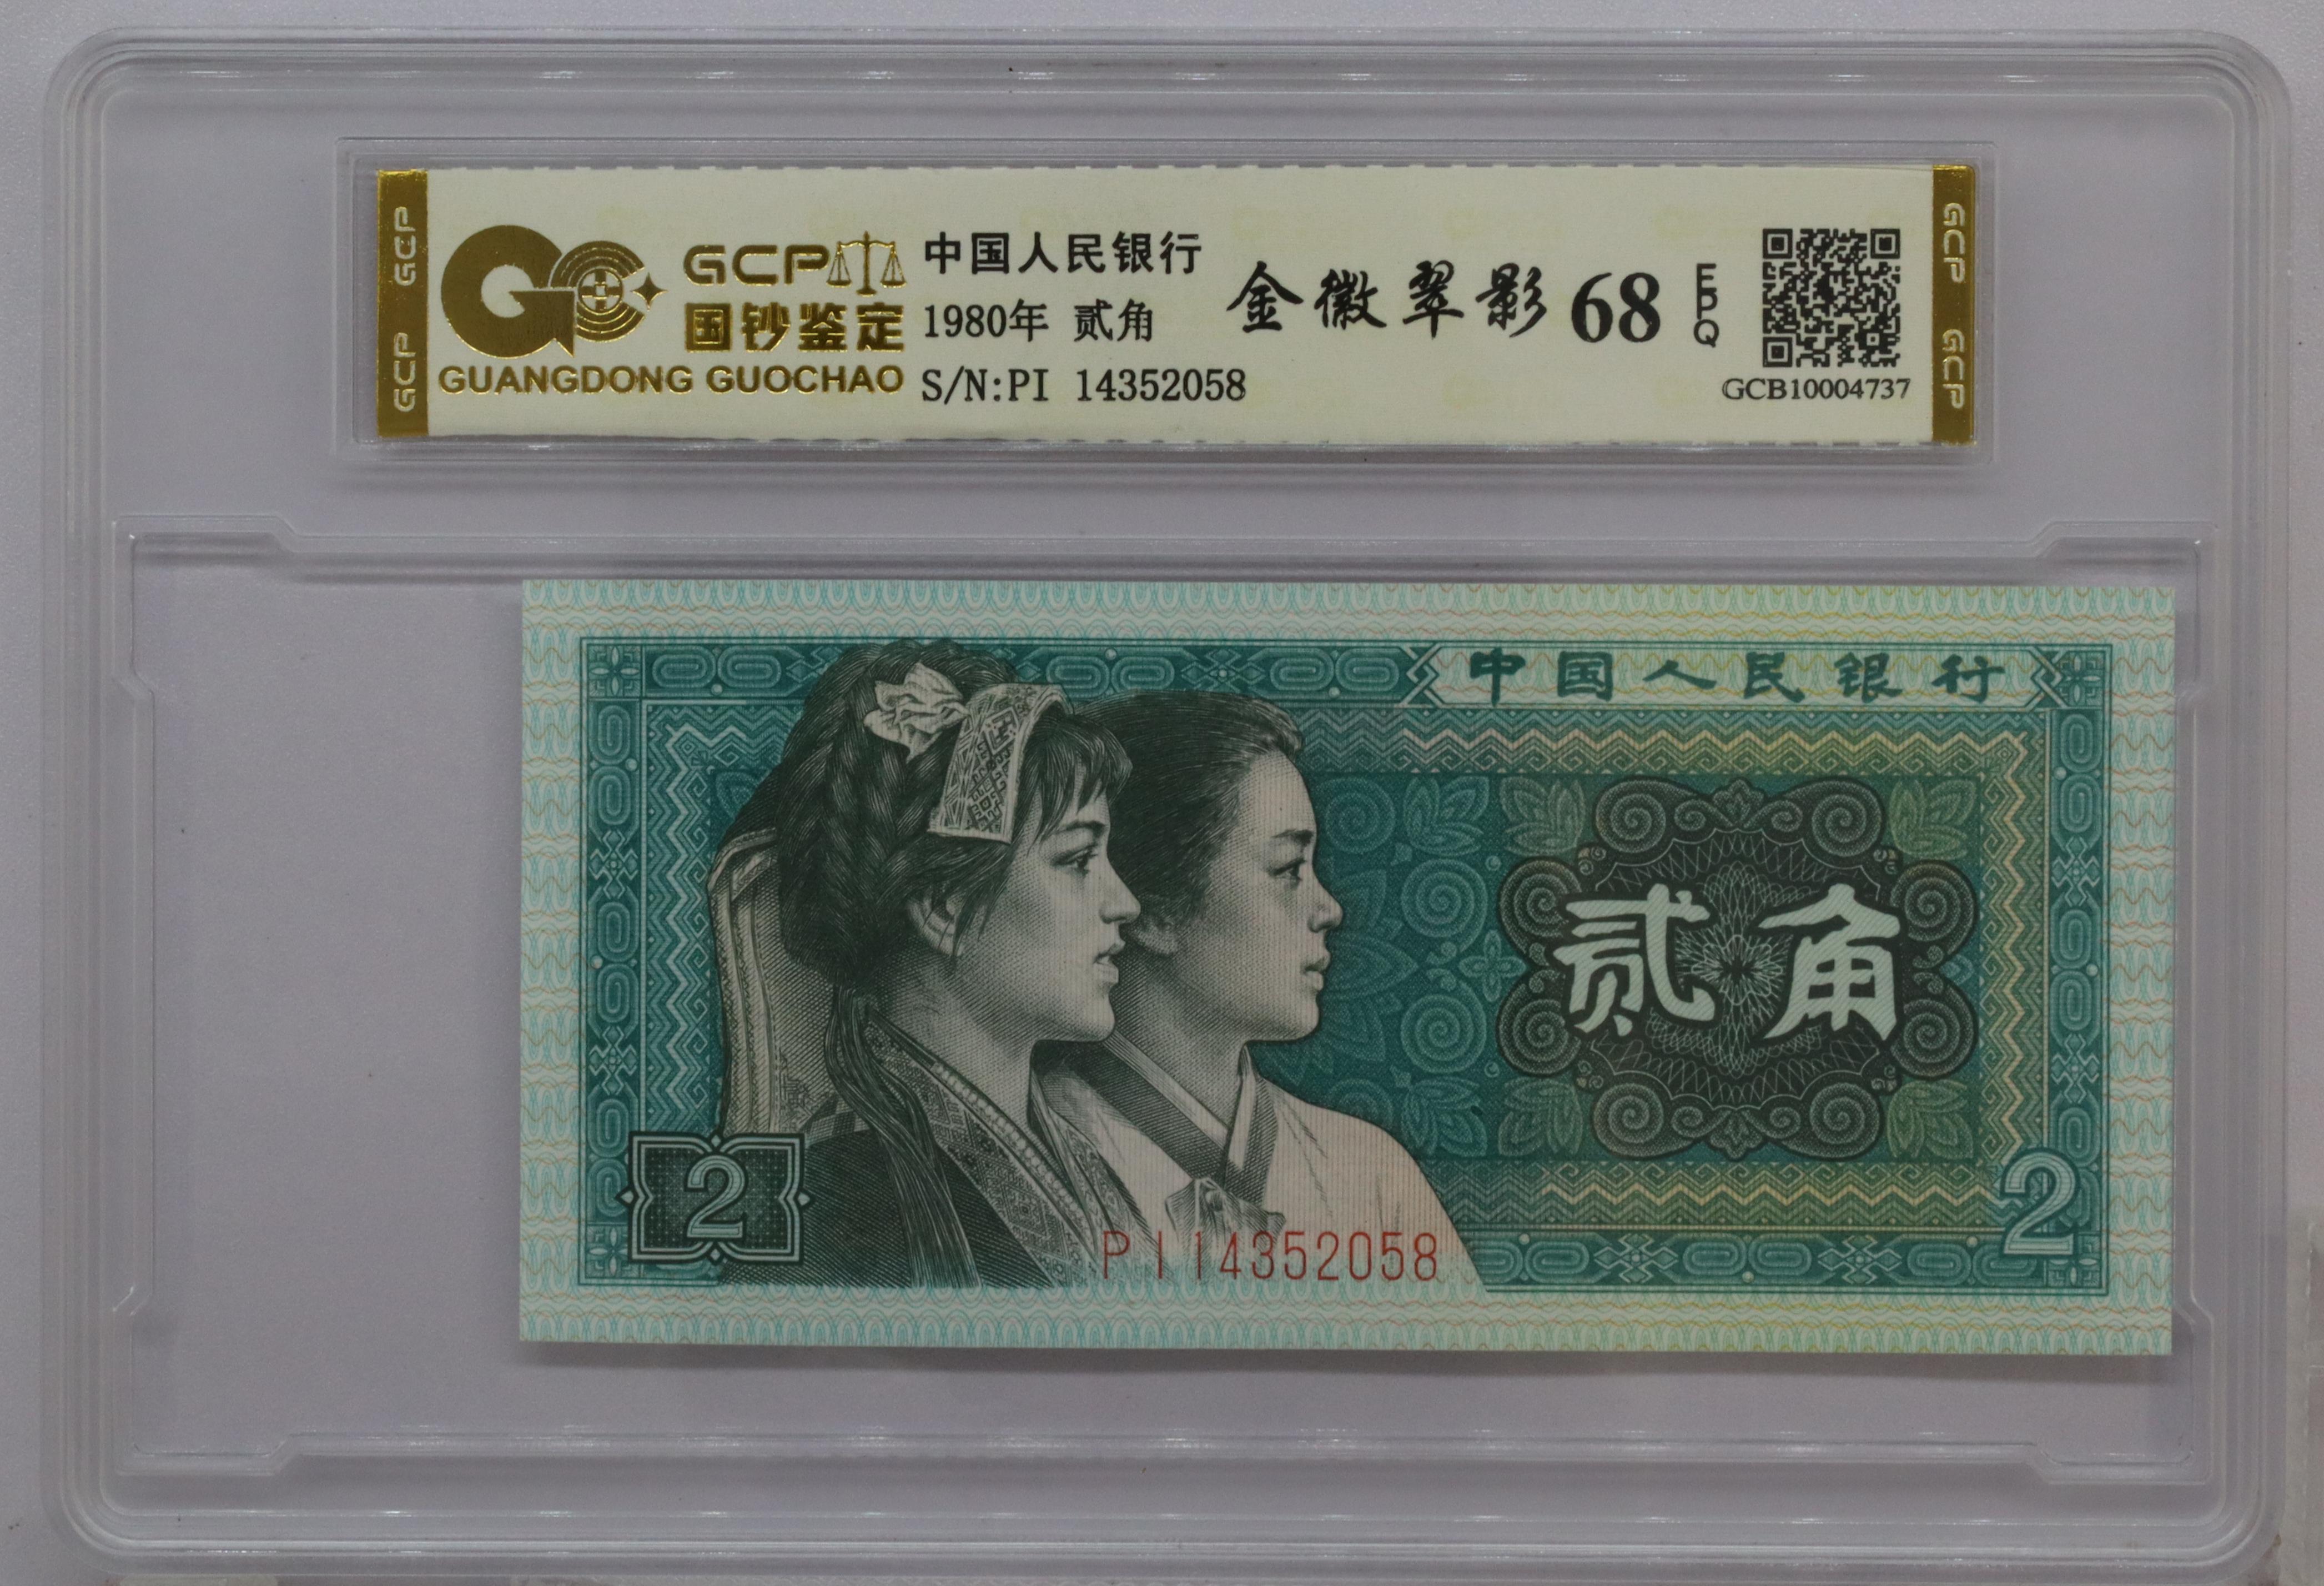 GCP GCP
GCP
国钞鉴定
GUANGDONG GUOCHAO
中国人民银行
1980年 贰角
S/N:PI 14352058
金徽翠影 68 EPQ
GCB10004737
GCP GCP
中国人民银行
贰角
2
2
PI14352058